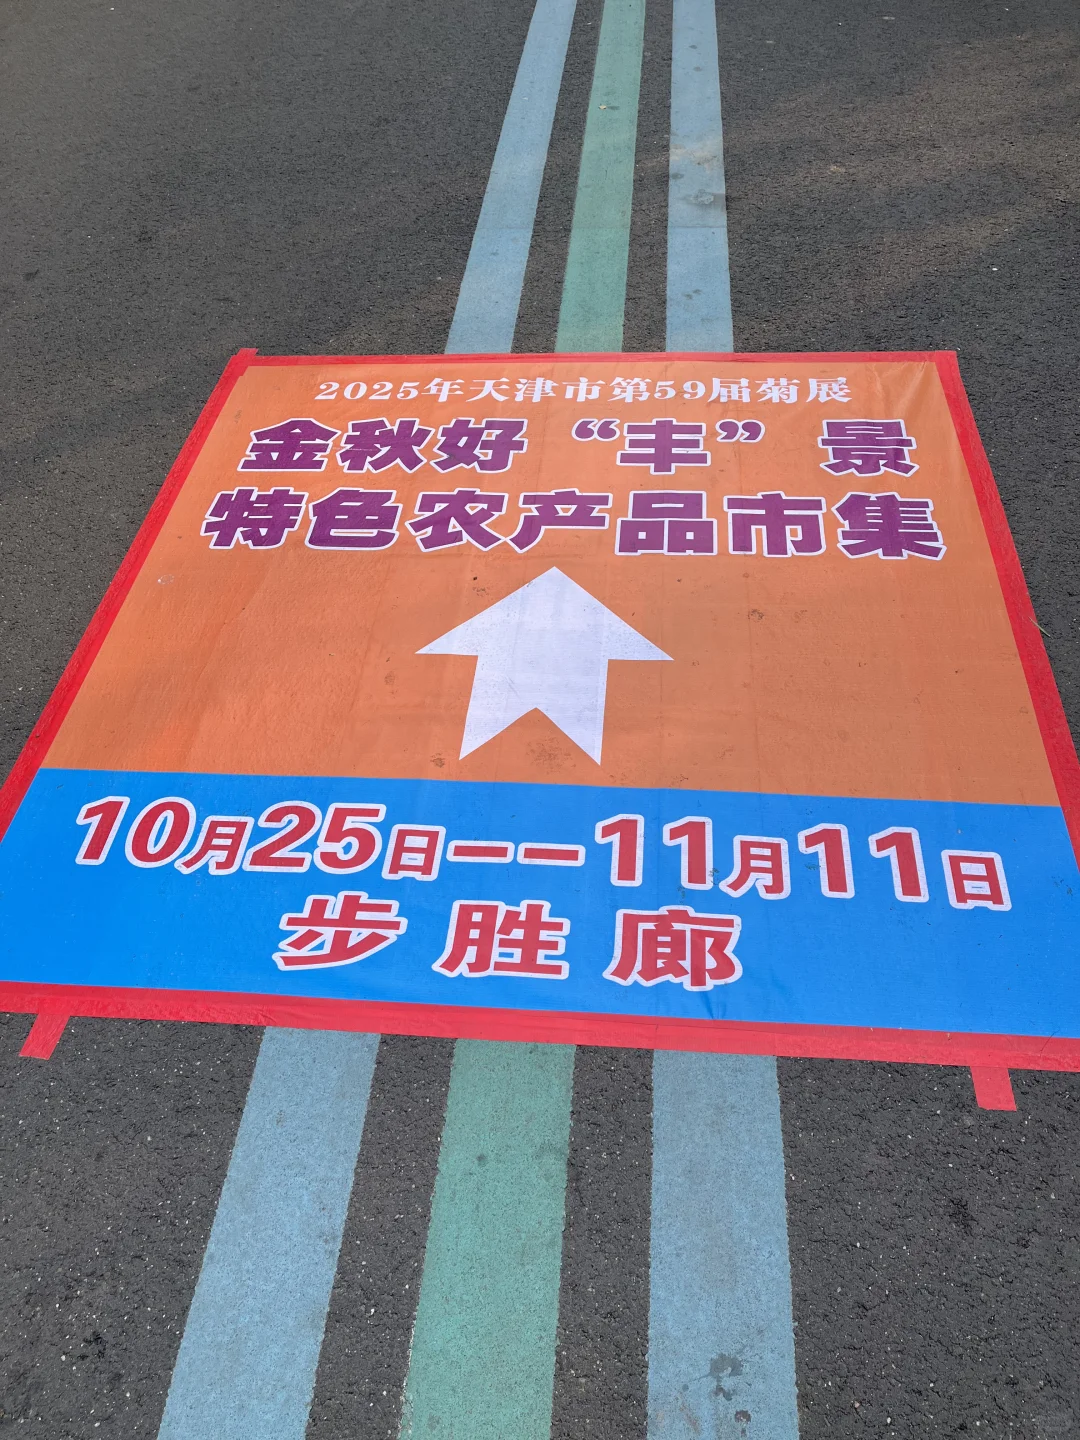 2025年天津市第59届菊展
金秋好“丰”景
特色农产品市集
10月25日——11月11日
步胜廊